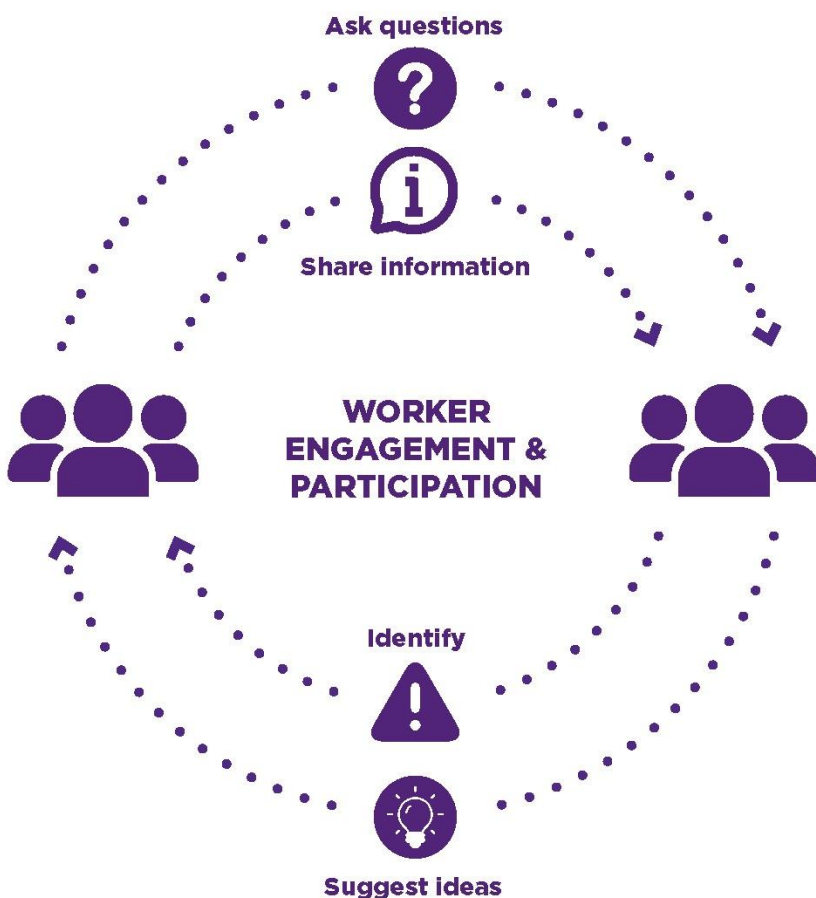 Ask questions
Share information
WORKER
ENGAGEMENT &
PARTICIPATION
Identify
Suggest ideas